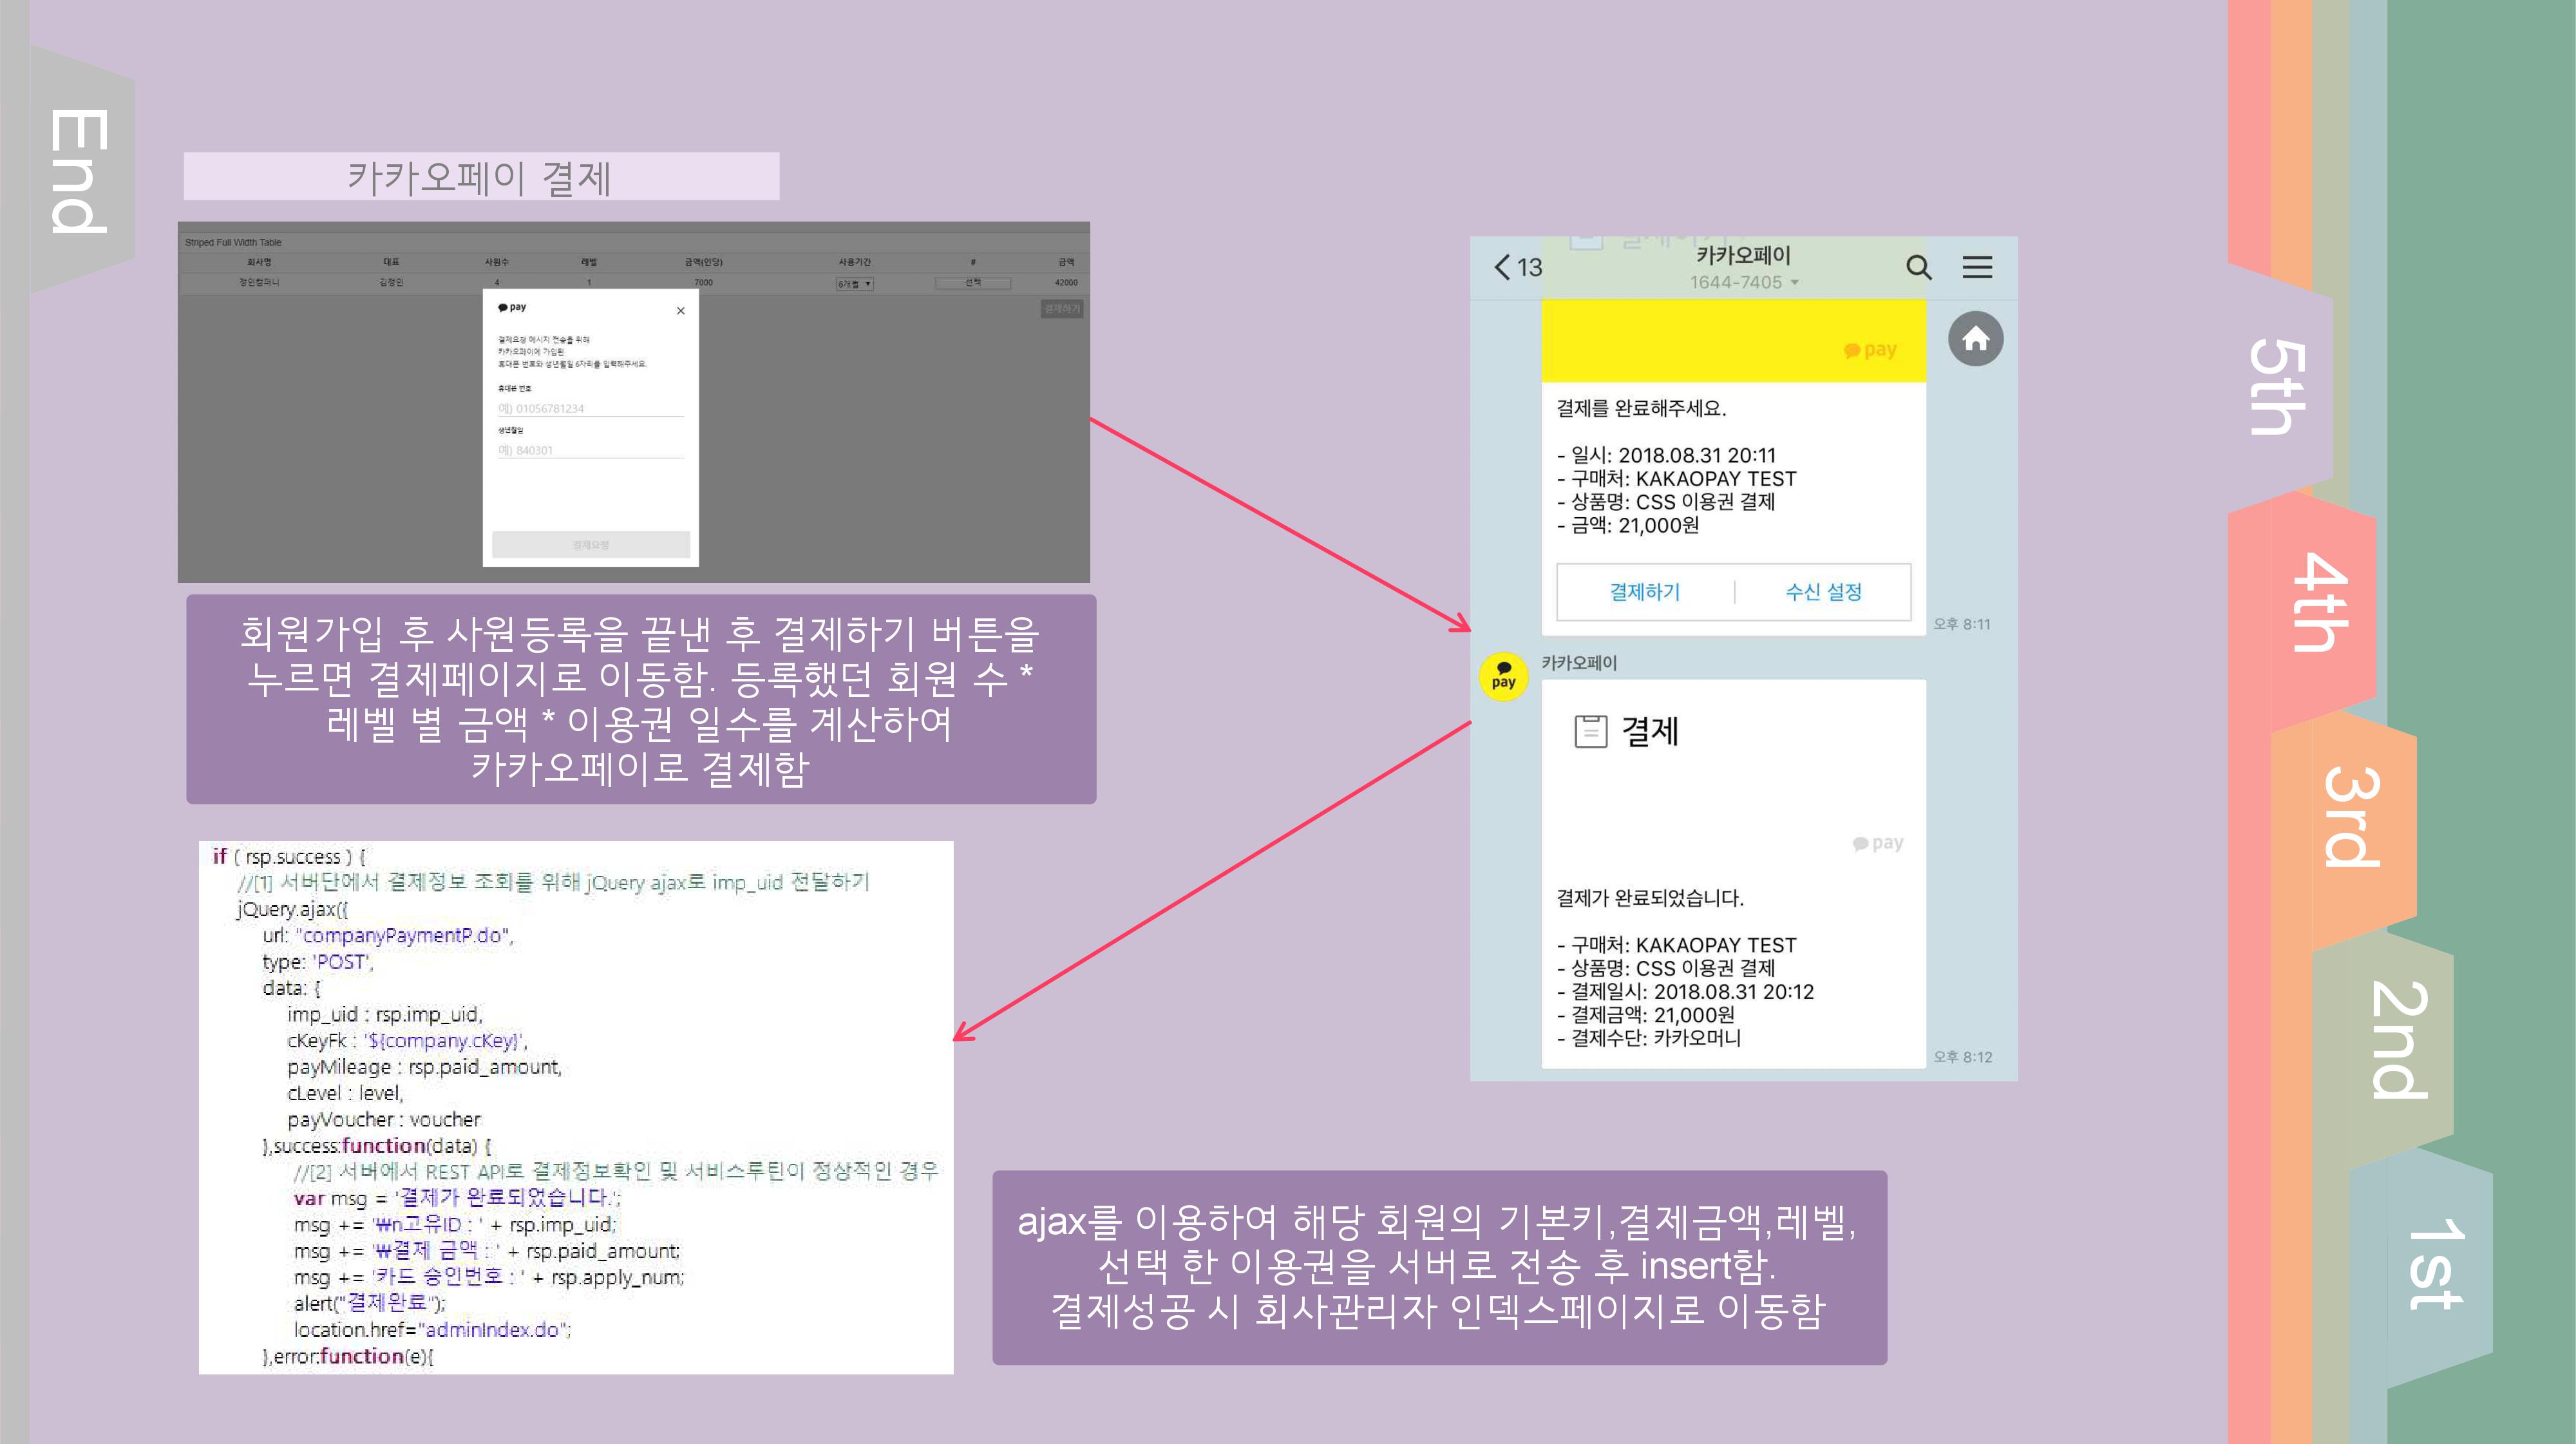 End
카카오페이 결제
Striped Full Width Table
회사명 대표 사원수 레벨 금액(인당) 사용기간 # 금액
정인컴퍼니 김정인 4 1 7000 6개월 선택 42000
결제하기
pay
×
결제요청 메시지 전송을 위해
카카오페이에 가입된
휴대폰 번호와 생년월일 6자리를 입력해주세요.
휴대폰 번호
예) 01056781234
생년월일
예) 840301
결제요청
회원가입 후 사원등록을 끝낸 후 결제하기 버튼을
누르면 결제페이지로 이동함. 등록했던 회원 수 *
레벨 별 금액 * 이용권 일수를 계산하여
카카오페이로 결제함
if ( rsp.success ) {
//[1] 서버단에서 결제정보 조회를 위해 jQuery ajax로 imp_uid 전달하기
jQuery.ajax({
url: "companyPaymentP.do",
type: 'POST',
data: {
imp_uid : rsp.imp_uid,
cKeyFk : '${company.cKey}',
payMileage : rsp.paid_amount,
cLevel : level,
payVoucher : voucher
},success:function(data) {
//[2] 서버에서 REST API로 결제정보확인 및 서비스루틴이 정상적인 경우
var msg = '결제가 완료되었습니다.';
msg += '₩n고유ID : ' + rsp.imp_uid;
msg += '₩결제 금액 : ' + rsp.paid_amount;
msg += '카드 승인번호 : ' + rsp.apply_num;
alert("결제완료");
location.href="adminIndex.do";
},error:function(e){
13
카카오페이
1644-7405
pay
결제를 완료해주세요.
- 일시: 2018.08.31 20:11
- 구매처: KAKAOPAY TEST
- 상품명: CSS 이용권 결제
- 금액: 21,000원
결제하기 수신 설정
오후 8:11
pay
카카오페이
결제
pay
결제가 완료되었습니다.
- 구매처: KAKAOPAY TEST
- 상품명: CSS 이용권 결제
- 결제일시: 2018.08.31 20:12
- 결제금액: 21,000원
- 결제수단: 카카오머니
오후 8:12
ajax를 이용하여 해당 회원의 기본키,결제금액,레벨,
선택 한 이용권을 서버로 전송 후 insert함.
결제성공 시 회사관리자 인덱스페이지로 이동함
5th
4th
3rd
2nd
1st